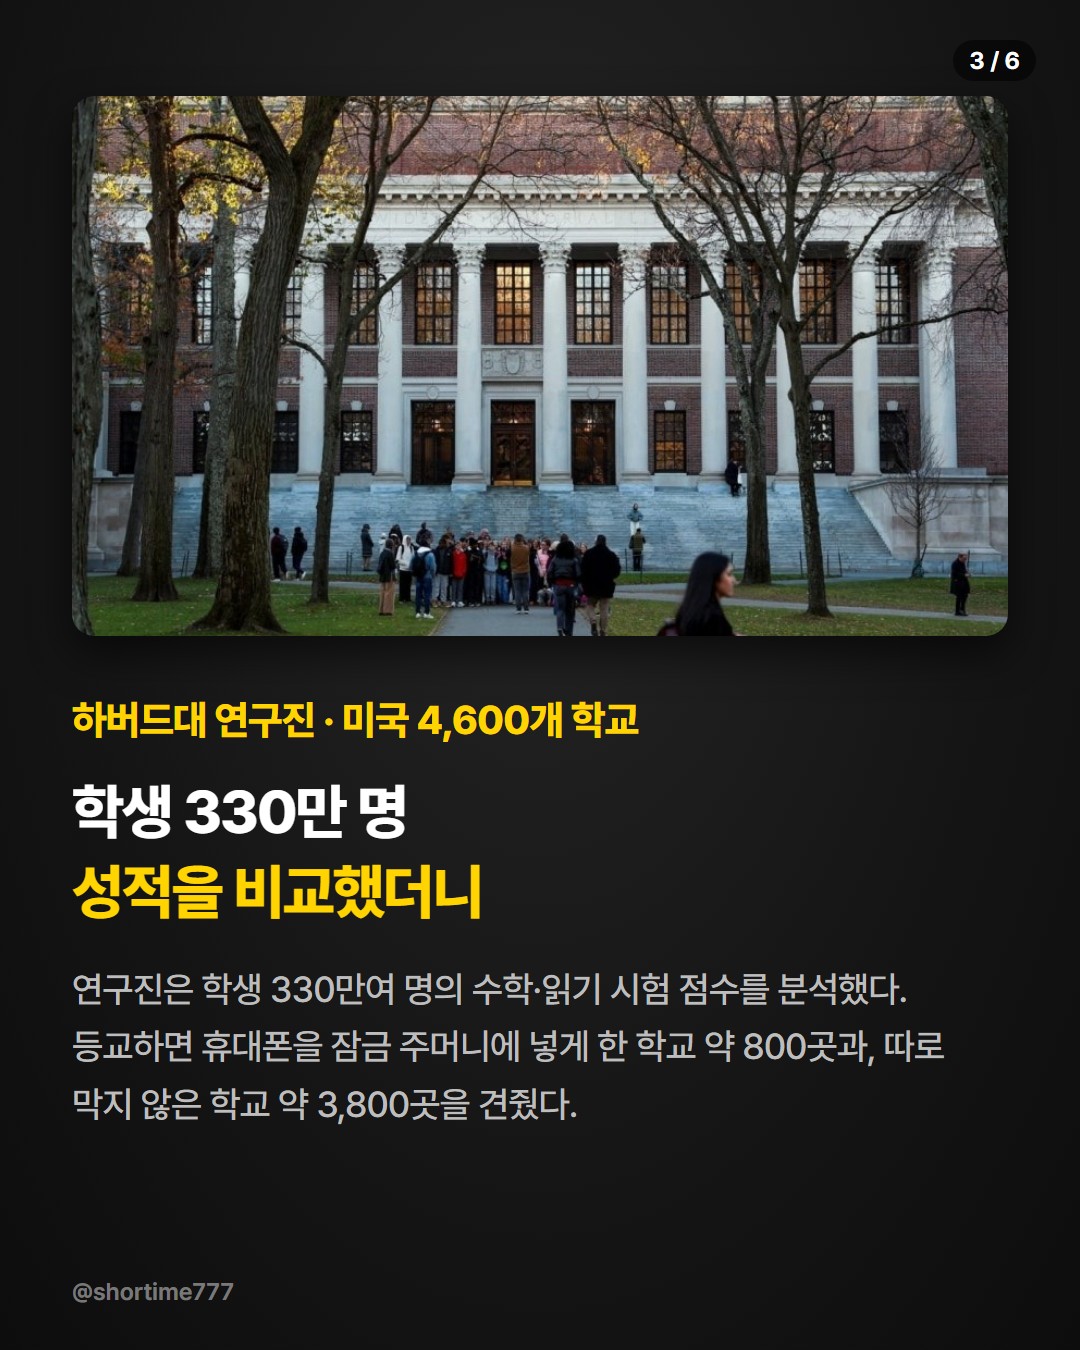 3 / 6
하버드대 연구진 · 미국 4,600개 학교
학생 330만 명
성적을 비교했더니
연구진은 학생 330만여 명의 수학·읽기 시험 점수를 분석했다.
등교하면 휴대폰을 잠금 주머니에 넣게 한 학교 약 800곳과, 따로
막지 않은 학교 약 3,800곳을 견줬다.
@shortime777